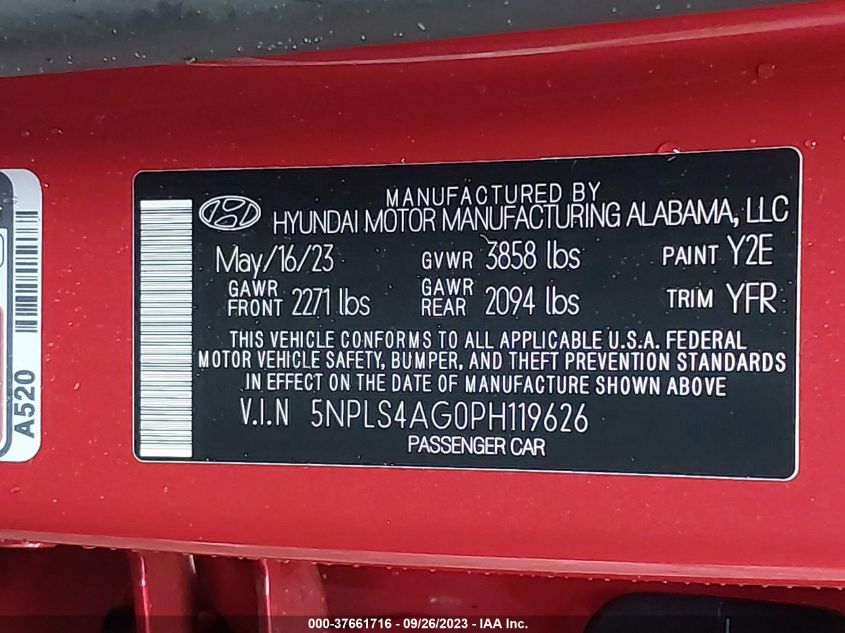 MANUFACTURED BY
HYUNDAI MOTOR MANUFACTURING ALABAMA, LLC
May/16/23 GVWR 3858 lbs PAINT Y2E
GAWR FRONT 2271 lbs GAWR REAR 2094 lbs TRIM YFR
THIS VEHICLE CONFORMS TO ALL APPLICABLE U.S.A. FEDERAL
MOTOR VEHICLE SAFETY, BUMPER, AND THEFT PREVENTION STANDARDS
IN EFFECT ON THE DATE OF MANUFACTURE SHOWN ABOVE
V.I.N 5NPLS4AG0PH119626
PASSENGER CAR
A520
000-37661716 - 09/26/2023 - IAA Inc.